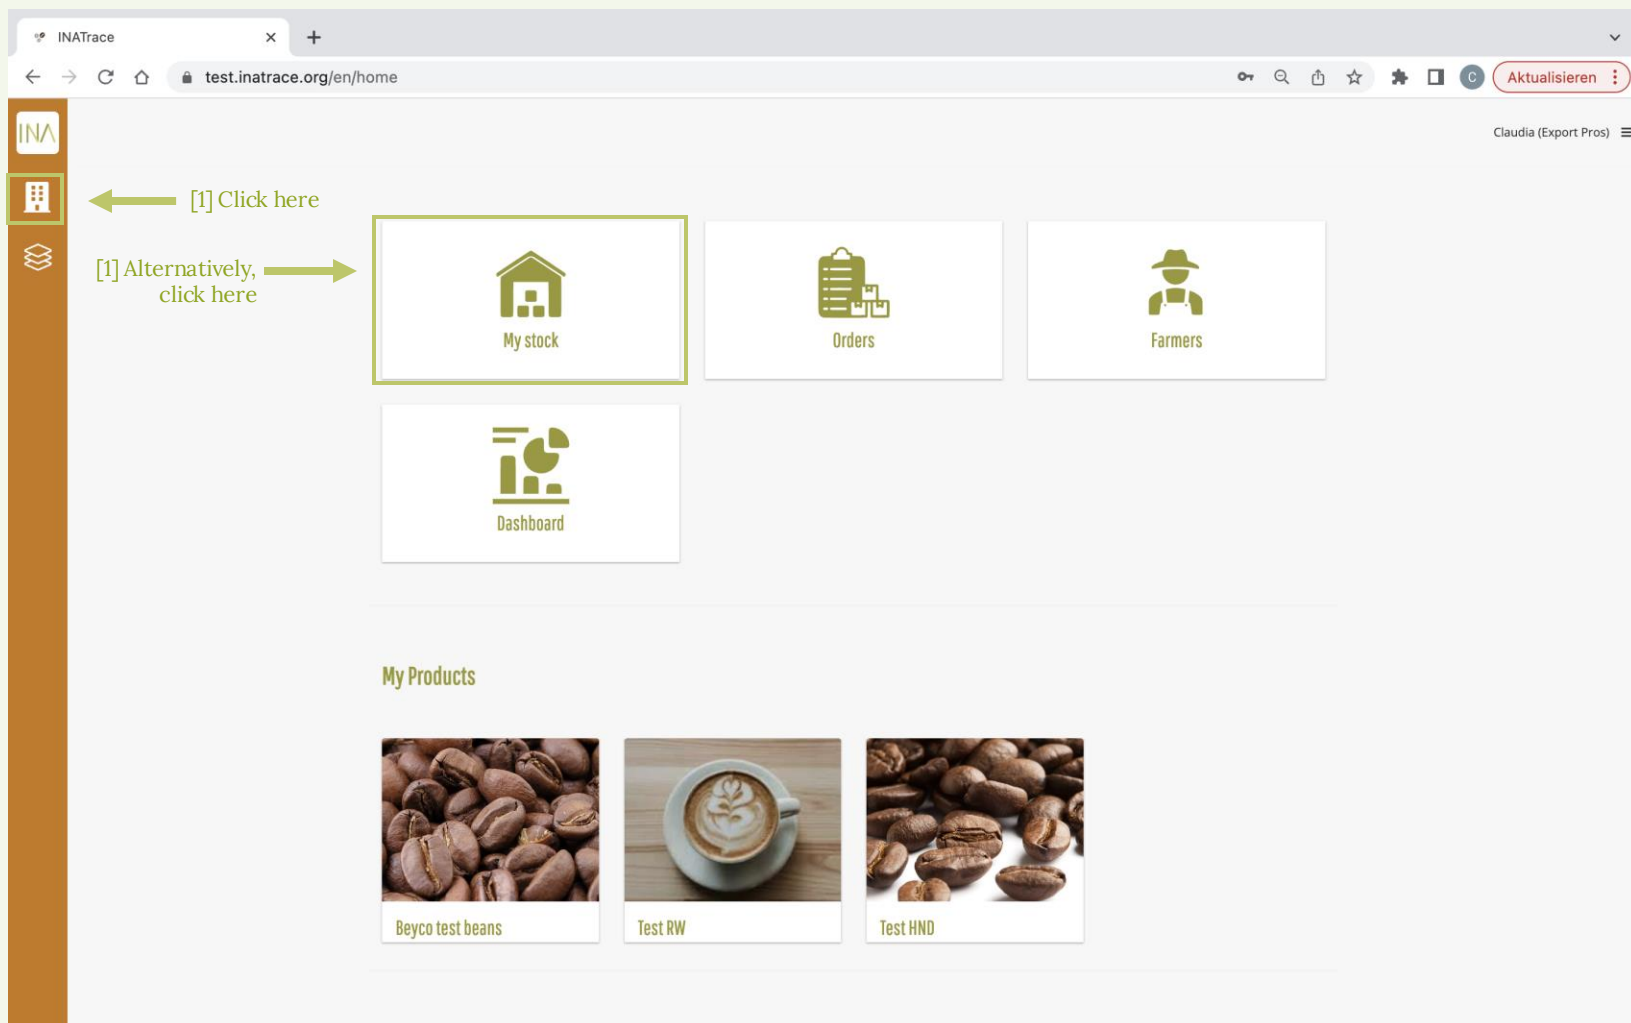 INATrace
test.inatrace.org/en/home
C
Aktualisieren
INA
Claudia (Export Pros)
[1] Click here
[1] Alternatively,
click here
My stock
Orders
Farmers
Dashboard
My Products
Beyco test beans
Test RW
Test HND